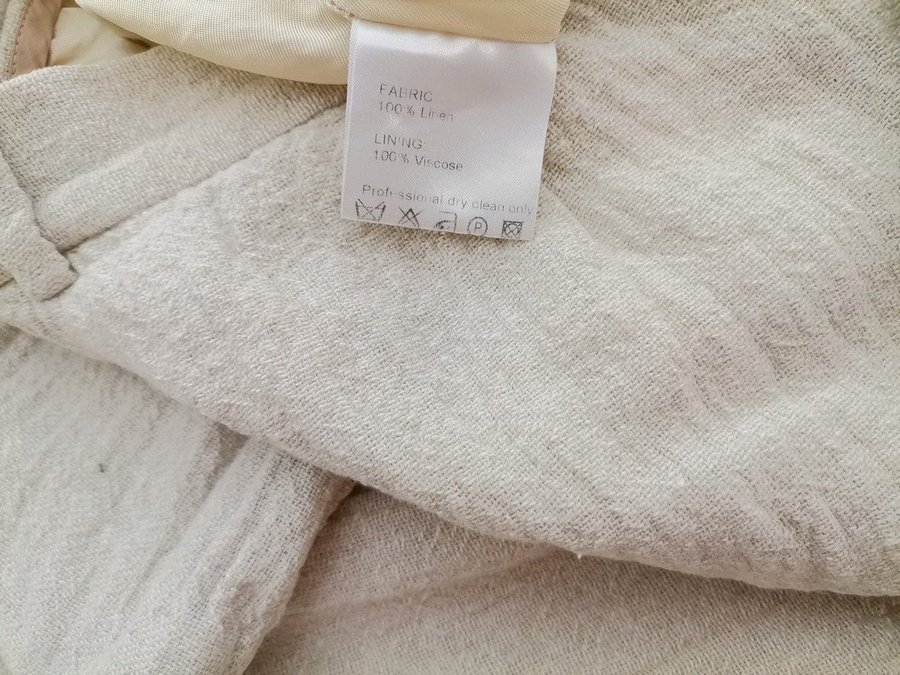 FABRIC
100% Linen
LINING
100% Viscose
Professional dry clean only
P